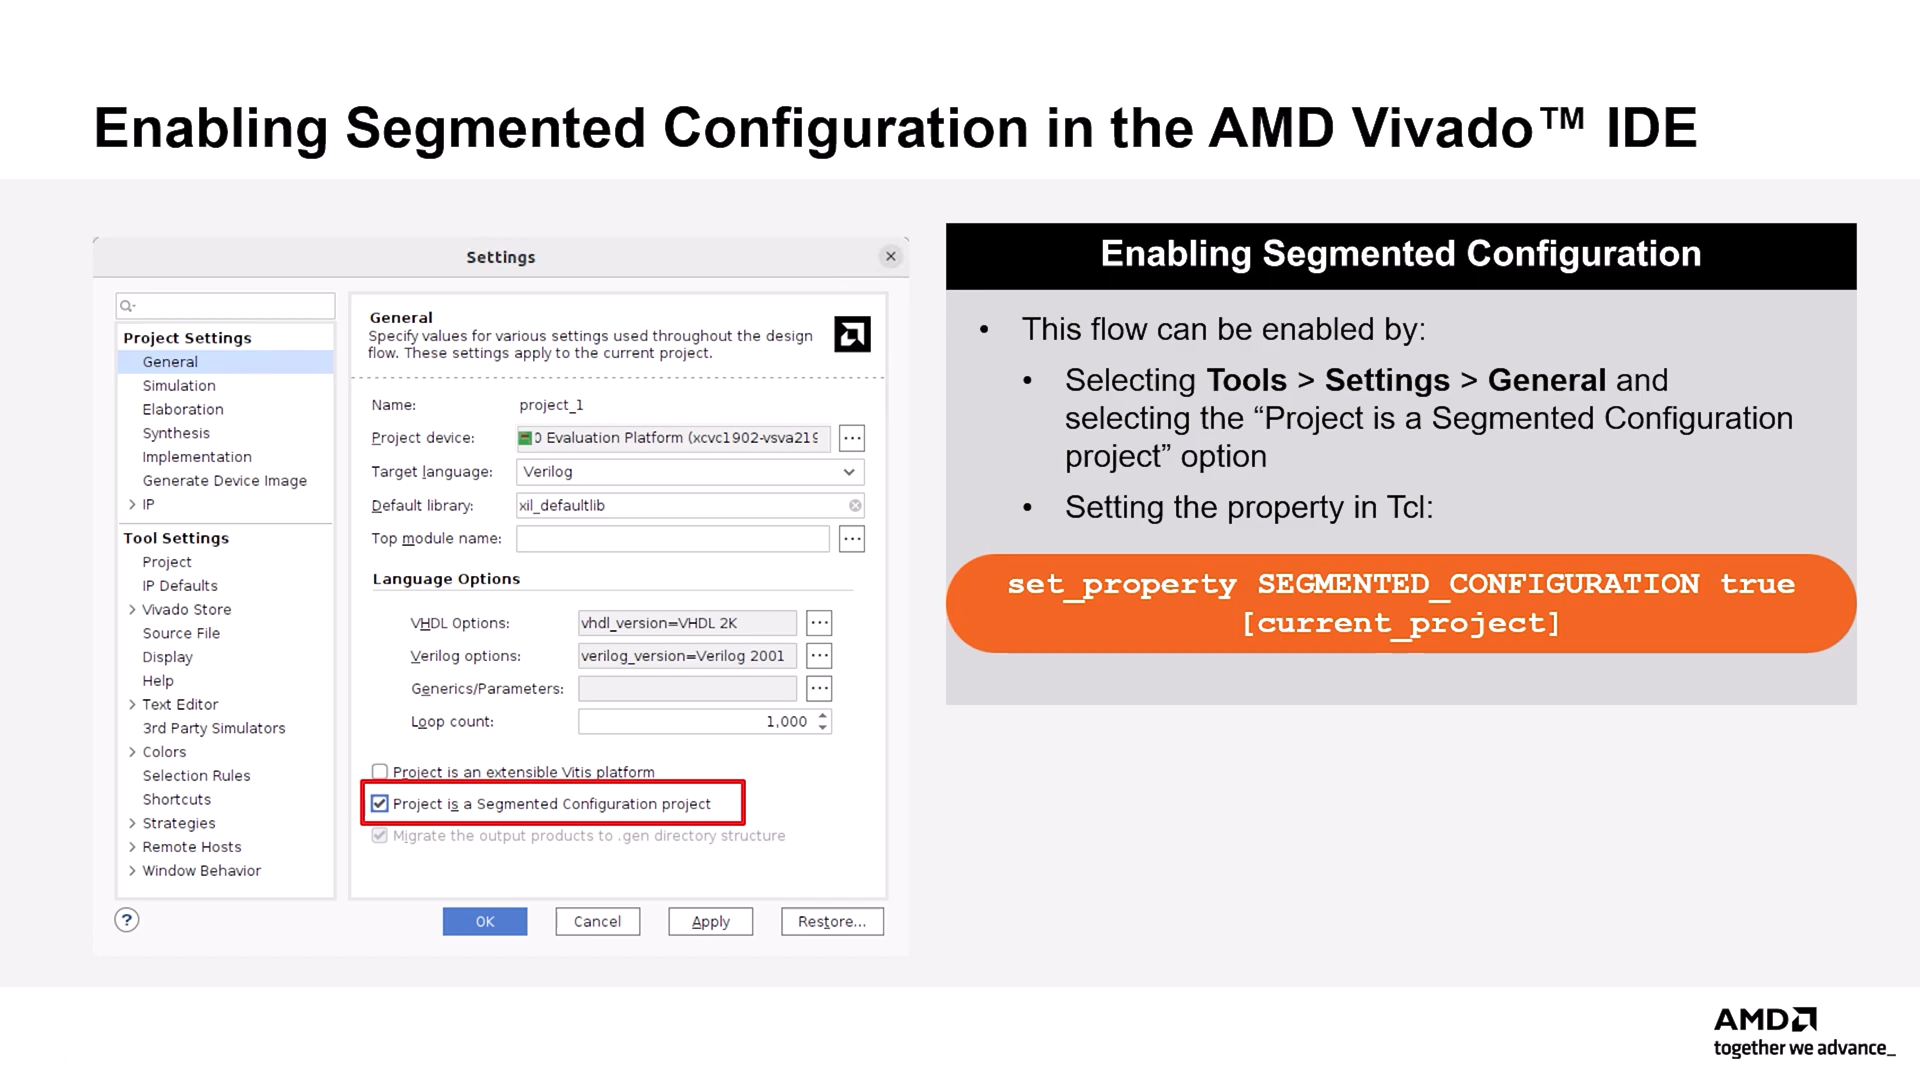 Enabling Segmented Configuration in the AMD Vivado™ IDE
Settings
Project Settings
General
Simulation
Elaboration
Synthesis
Implementation
Generate Device Image
IP
Tool Settings
Project
IP Defaults
Vivado Store
Source File
Display
Help
Text Editor
3rd Party Simulators
Colors
Selection Rules
Shortcuts
Strategies
Remote Hosts
Window Behavior
General
Specify values for various settings used throughout the design
flow. These settings apply to the current project.
Name: project_1
Project device: 0 Evaluation Platform (xcvc1902-vsva219
Target language: Verilog
Default library: xil_defaultlib
Top module name:
Language Options
VHDL Options: vhdl_version=VHDL 2K
Verilog options: verilog_version=Verilog 2001
Generics/Parameters:
Loop count: 1,000
Project is an extensible Vitis platform
Project is a Segmented Configuration project
Migrate the output products to .gen directory structure
? OK Cancel Apply Restore...
Enabling Segmented Configuration
• This flow can be enabled by:
• Selecting Tools > Settings > General and
selecting the “Project is a Segmented Configuration
project” option
• Setting the property in Tcl:
set_property SEGMENTED_CONFIGURATION true
[current_project]
AMD
together we advance_